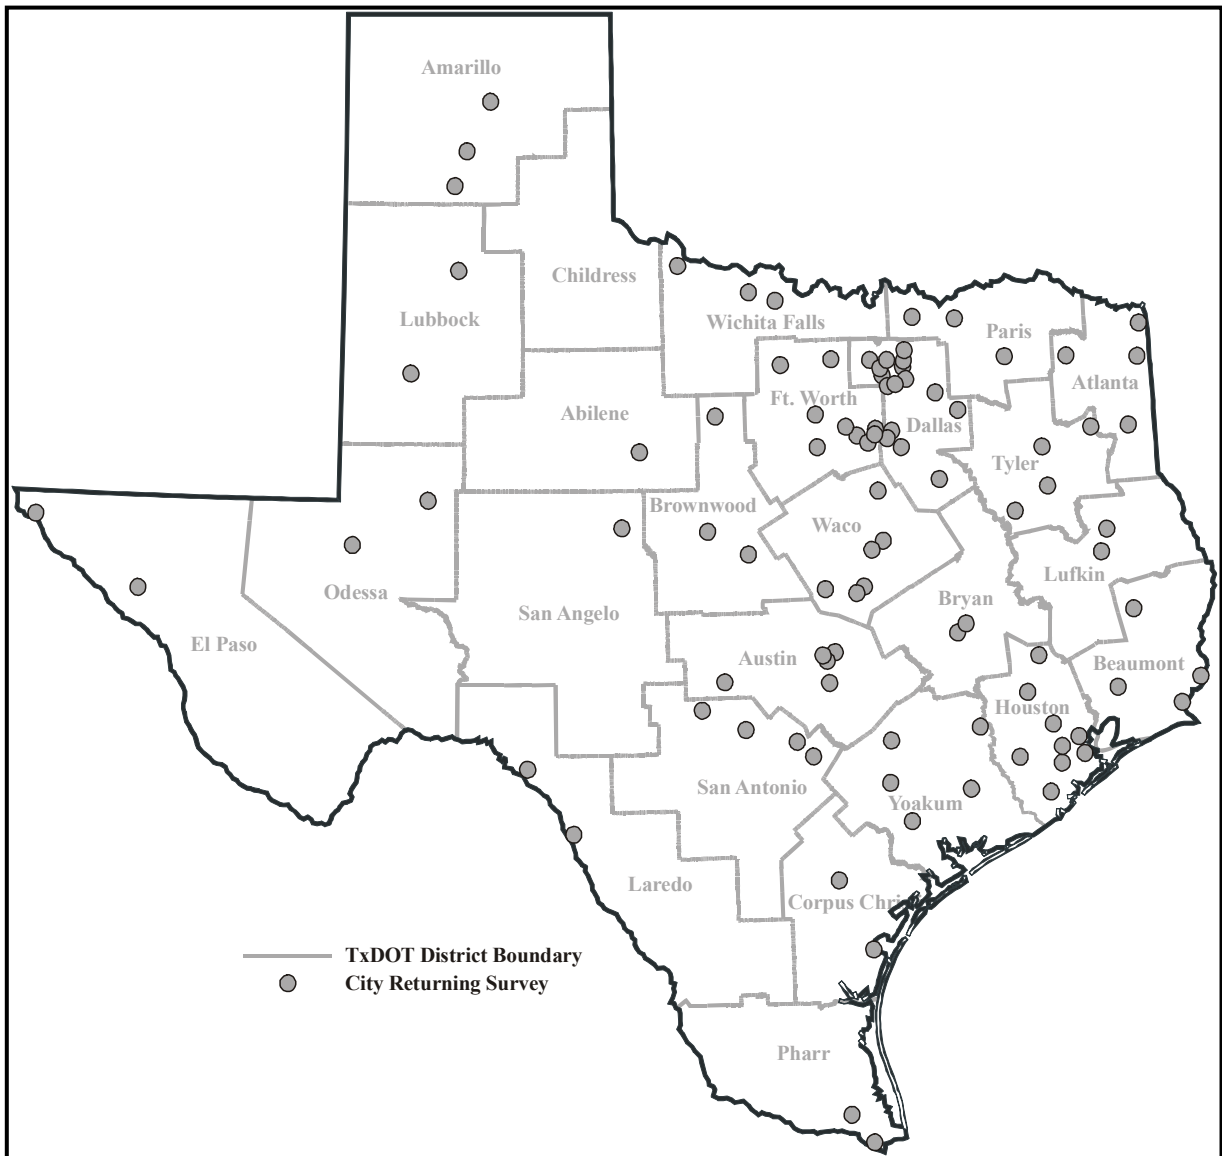 Amarillo
Childress
Lubbock
Wichita Falls
Paris
Atlanta
Ft. Worth
Abilene
Dallas
Tyler
Brownwood
Waco
Lufkin
Odessa
San Angelo
Bryan
El Paso
Austin
Beaumont
Houston
San Antonio
Yoakum
Laredo
Corpus Chri
TxDOT District Boundary
City Returning Survey
Pharr